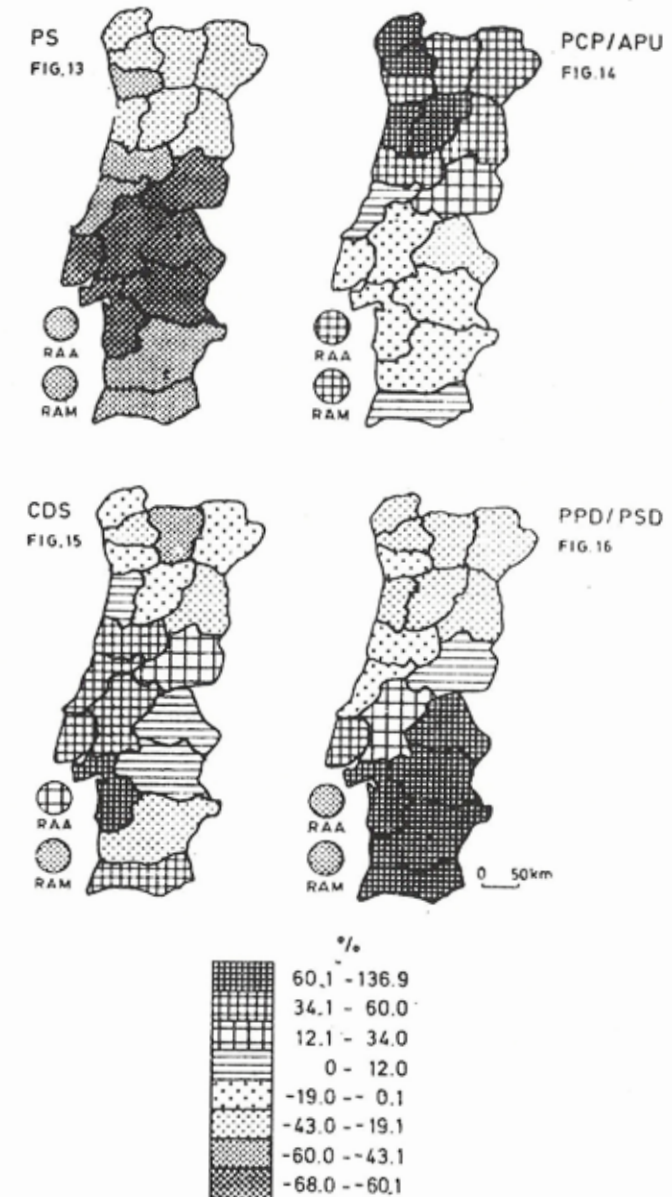 PS
FIG.13
RAA
RAM
PCP/APU
FIG.14
RAA
RAM
CDS
FIG.15
RAA
RAM
PPD/PSD
FIG.16
RAA
RAM
0 50km
%
60.1 -136.9
34.1 - 60.0
12.1 - 34.0
0 - 12.0
-19.0 -- 0.1
-43.0 --19.1
-60.0 --43.1
-68.0 --60.1